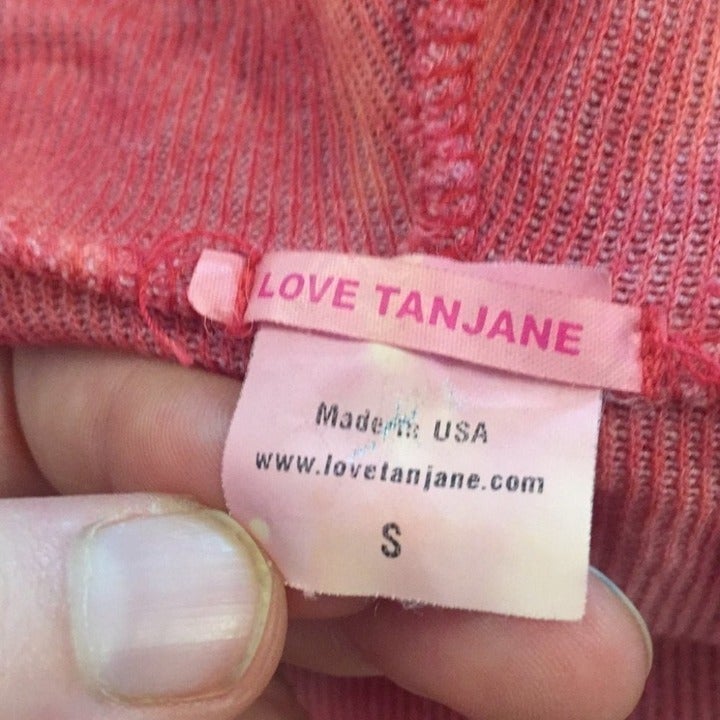 LOVE TANJANE
Made in USA
www.lovetanjane.com
S